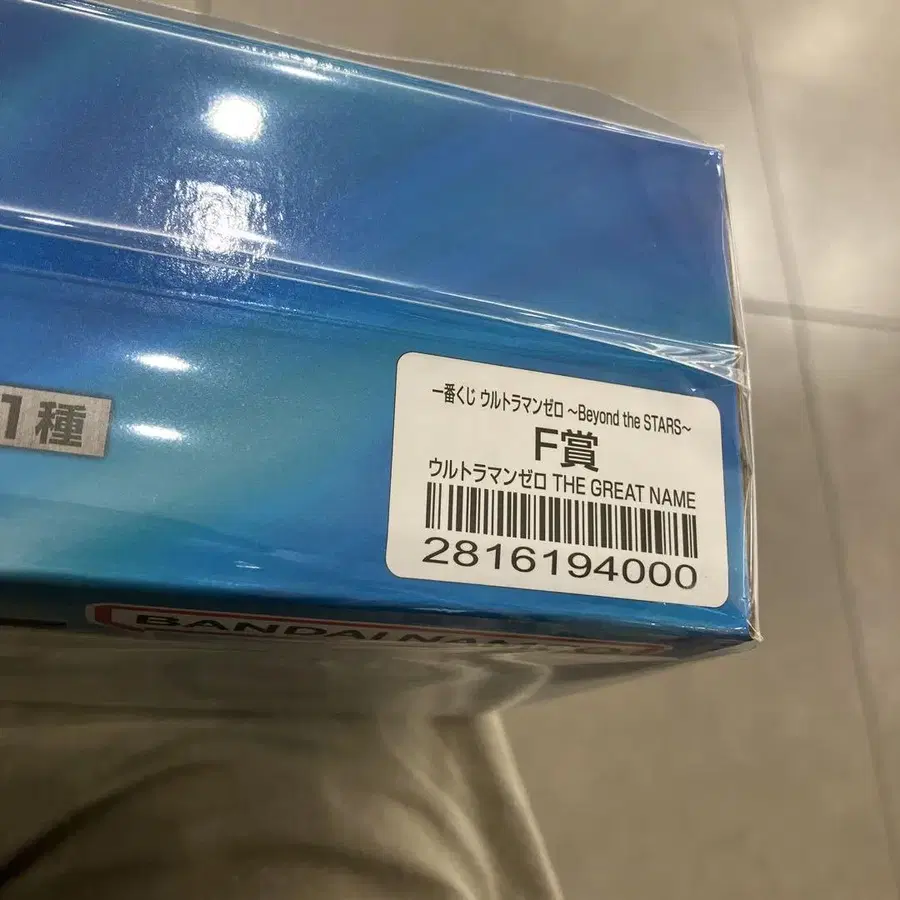 1種
一番くじ ウルトラマンゼロ ～Beyond the STARS～
F賞
ウルトラマンゼロ THE GREAT NAME
2816194000
BANDAI NAMCO